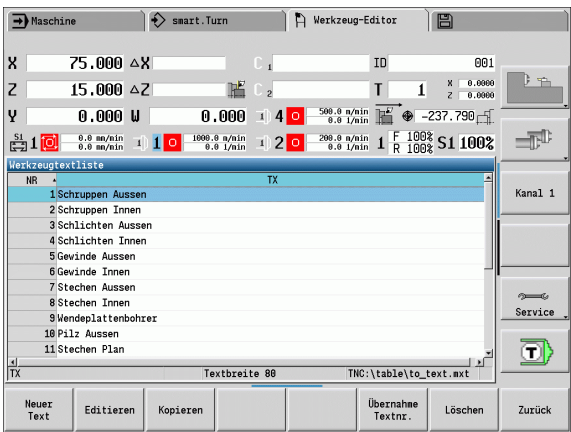 Maschine
smart.Turn
Werkzeug-Editor
X 75.000 ΔX C 1 ID 001
Z 15.000 ΔZ C 2 T 1 X 0.0000
Z 0.0000
Y 0.000 W 0.000 4 500.0 m/min
0.0 1/min -237.790
S1 1 0.0 mm/min
0.0 mm/min 1 1000.0 m/min
0.0 1/min 2 200.0 m/min
0.0 1/min 1 F 100%
R 100% S1 100%
Werkzeugtextliste
NR TX
1 Schruppen Aussen
2 Schruppen Innen
3 Schlichten Aussen
4 Schlichten Innen
5 Gewinde Aussen
6 Gewinde Innen
7 Stechen Aussen
8 Stechen Innen
9 Wendeplattenbohrer
10 Pilz Aussen
11 Stechen Plan
TX Textbreite 80 TNC:\table\to_text.mxt
Kanal 1
Service
T
Neuer
Text
Editieren
Kopieren
Übernahme
Textnr.
Löschen
Zurück